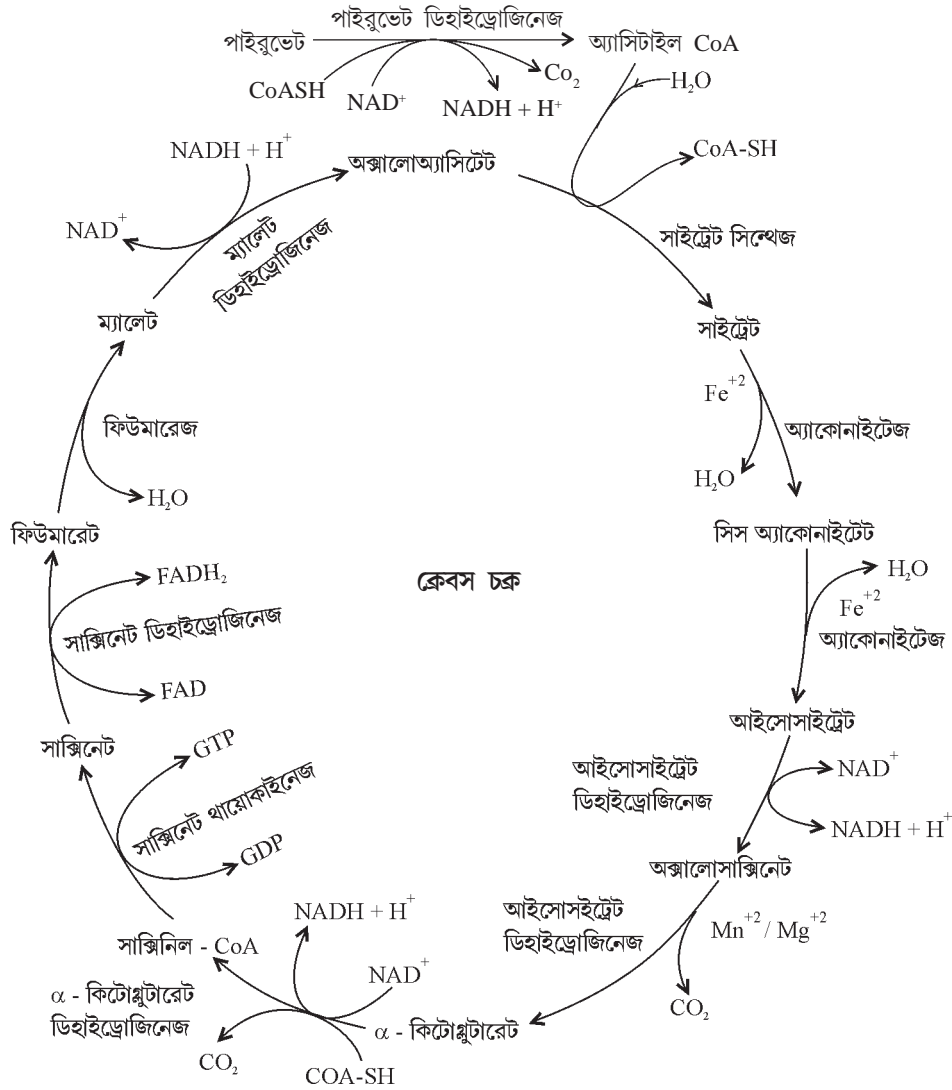 পাইরুভেট ডিহাইড্রোজিনেজ
পাইরুভেট
অ্যাসিটাইল CoA
CoASH
NAD+
NADH + H+
Co2
H2O
CoA-SH
NADH + H+
অক্সালোঅ্যাসিটেট
NAD+
ম্যালেট
ডিহাইড্রোজিনেজ
সাইট্রেট সিন্থেজ
ম্যালেট
সাইট্রেট
Fe+2
ফিউমারেজ
অ্যাকোনাইটেজ
H2O
H2O
ফিউমারেট
সিস অ্যাকোনাইটেট
FADH2
ক্রেবস চক্র
H2O
Fe+2
সাক্সিনেট ডিহাইড্রোজিনেজ
অ্যাকোনাইটেজ
FAD
আইসোসাইট্রেট
সাক্সিনেট
GTP
আইসোসাইট্রেট
ডিহাইড্রোজিনেজ
NAD+
NADH + H+
সাক্সিনেট থায়োকাইনেজ
GDP
অক্সালোসাক্সিনেট
আইসোসইট্রেট
ডিহাইড্রোজিনেজ
Mn+2 / Mg+2
NADH + H+
সাক্সিনিল - CoA
NAD+
α - কিটোগ্লুটারেট
ডিহাইড্রোজিনেজ
CO2
α - কিটোগ্লুটারেট
CO2
COA-SH